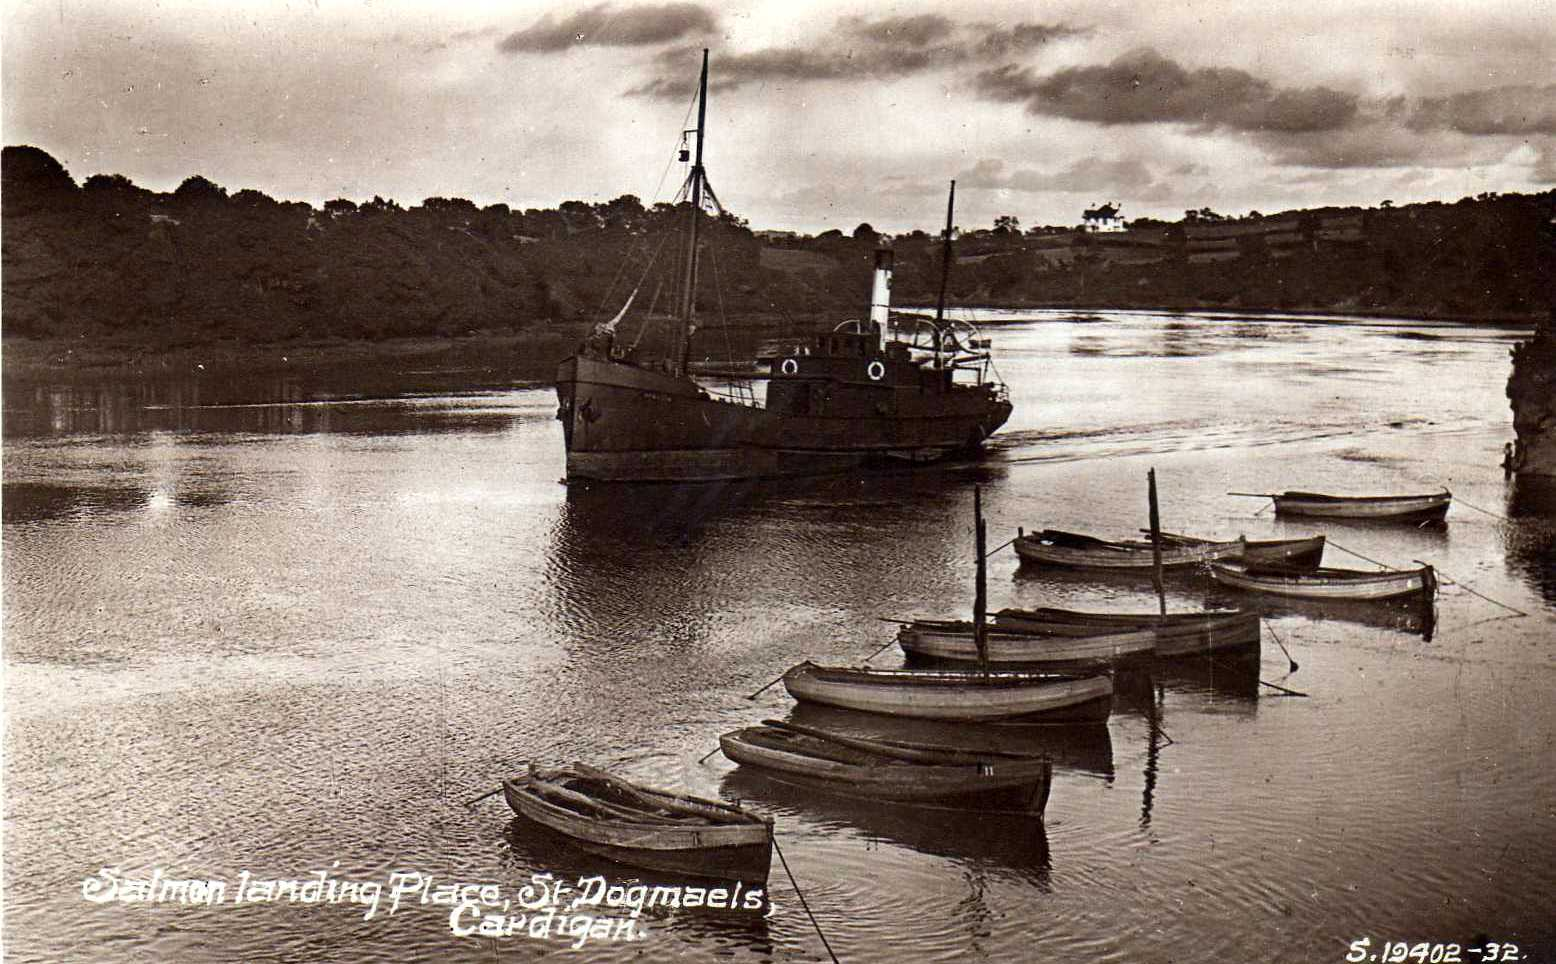 Salmon landing Place, St. Dogmaels,
Cardigan.
S.19402-32.